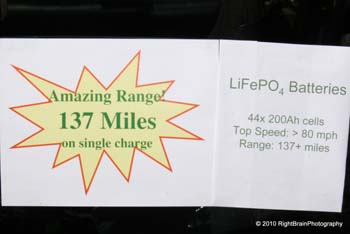 Amazing Range!
137 Miles
on single charge
LiFePO₄ Batteries
44x 200Ah cells
Top Speed: > 80 mph
Range: 137+ miles
© 2010 RightBrainPhotography